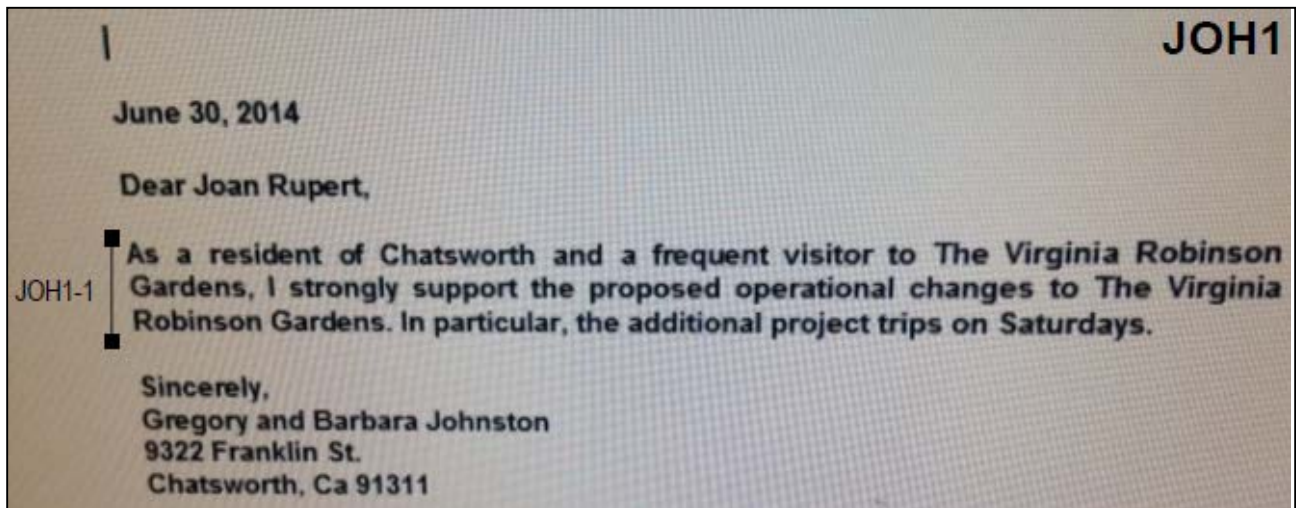 JOH1
June 30, 2014
Dear Joan Rupert,
As a resident of Chatsworth and a frequent visitor to The Virginia Robinson
JOH1-1
Gardens, I strongly support the proposed operational changes to The Virginia
Robinson Gardens. In particular, the additional project trips on Saturdays.
Sincerely,
Gregory and Barbara Johnston
9322 Franklin St.
Chatsworth, Ca 91311